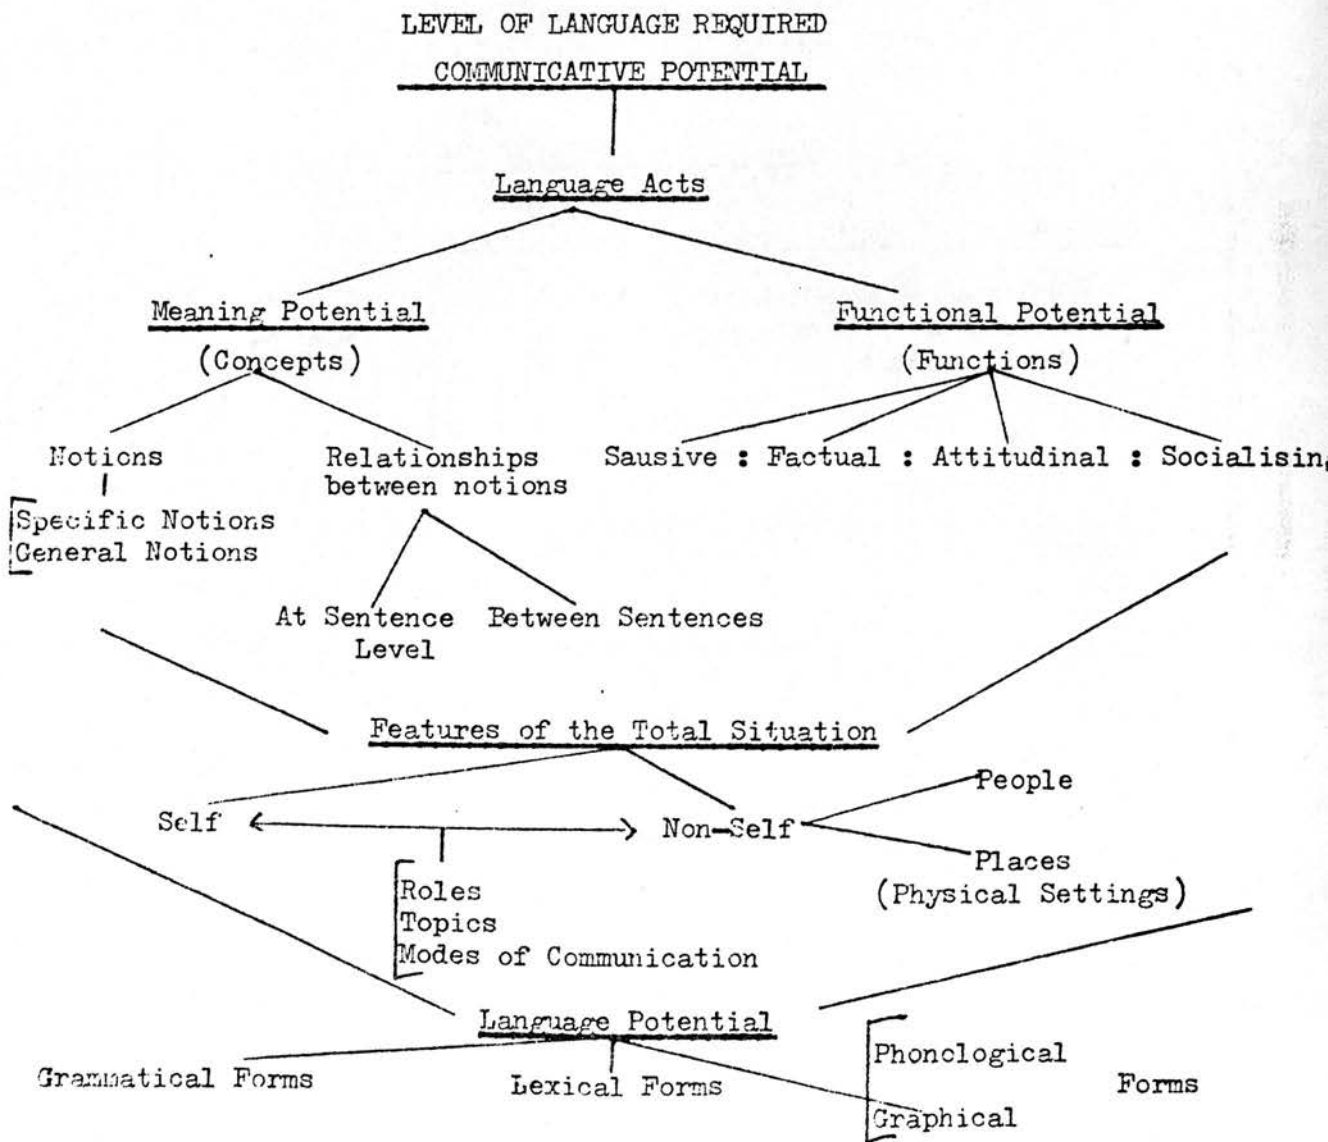 LEVEL OF LANGUAGE REQUIRED
COMMUNICATIVE POTENTIAL
Language Acts
Meaning Potential
(Concepts)
Functional Potential
(Functions)
Notions
Relationships
between notions
Sausive : Factual : Attitudinal : Socialising
Specific Notions
General Notions
At Sentence
Level
Between Sentences
Features of the Total Situation
People
Self
Non-Self
Places
(Physical Settings)
Roles
Topics
Modes of Communication
Language Potential
Grammatical Forms
Lexical Forms
Phonological
Graphical
Forms